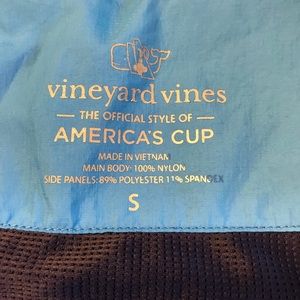 vineyard vines
THE OFFICIAL STYLE OF
AMERICA'S CUP
MADE IN VIETNAM
MAIN BODY: 100% NYLON
SIDE PANELS: 89% POLYESTER 11% SPANDEX
S